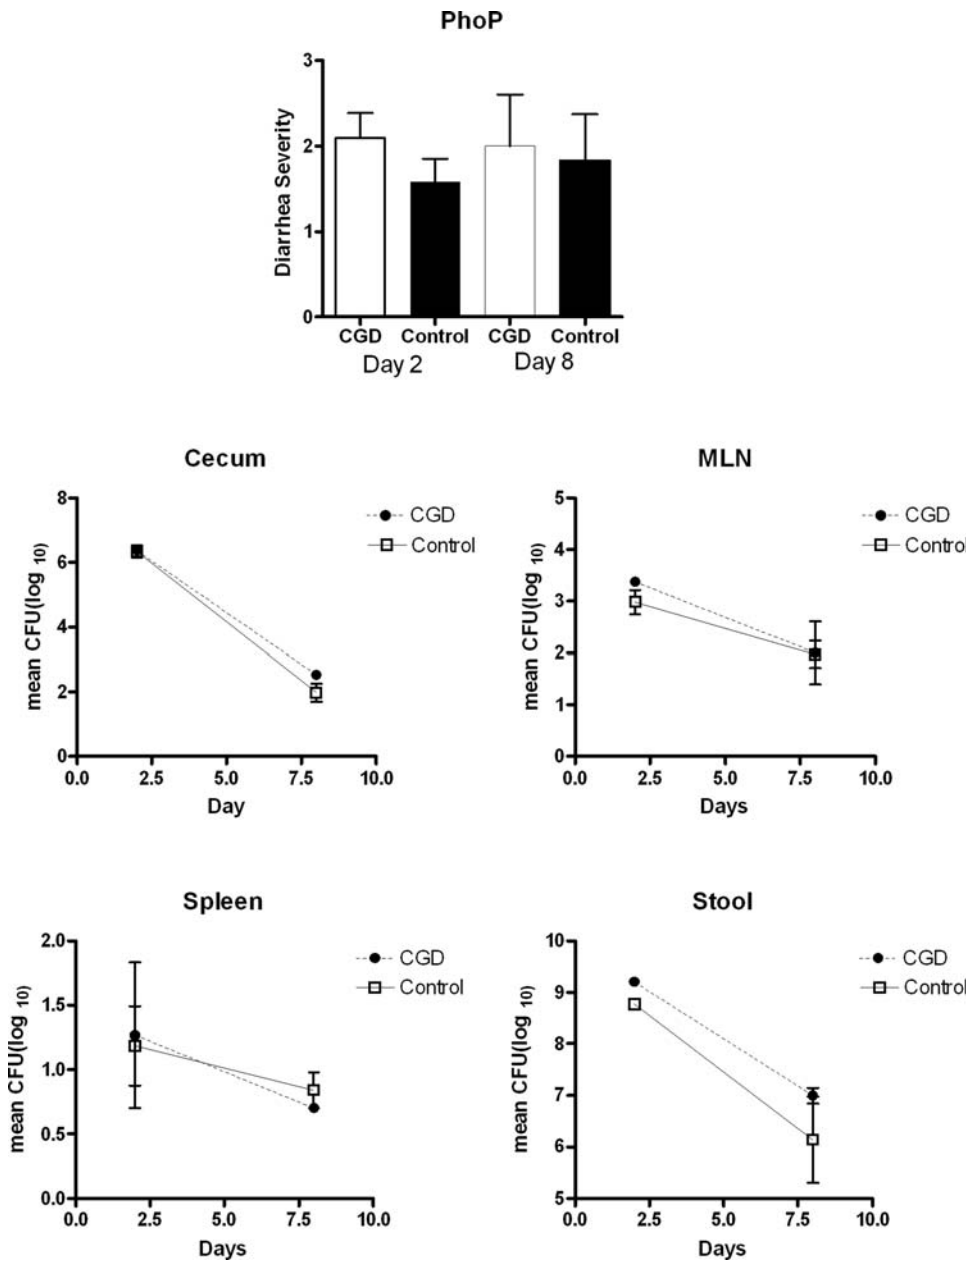 PhoP
3
2
1
0
Diarrhea Severity
CGD Control CGD Control
Day 2 Day 8
Cecum
8
6
4
2
0
mean CFU(log 10)
0.0 2.5 5.0 7.5 10.0
Day
CGD
Control
MLN
5
4
3
2
1
0
mean CFU(log 10)
0.0 2.5 5.0 7.5 10.0
Days
CGD
Control
Spleen
2.0
1.5
1.0
0.5
0.0
mean CFU(log 10)
0.0 2.5 5.0 7.5 10.0
Days
CGD
Control
Stool
10
9
8
7
6
5
mean CFU(log 10)
0.0 2.5 5.0 7.5 10.0
Days
CGD
Control